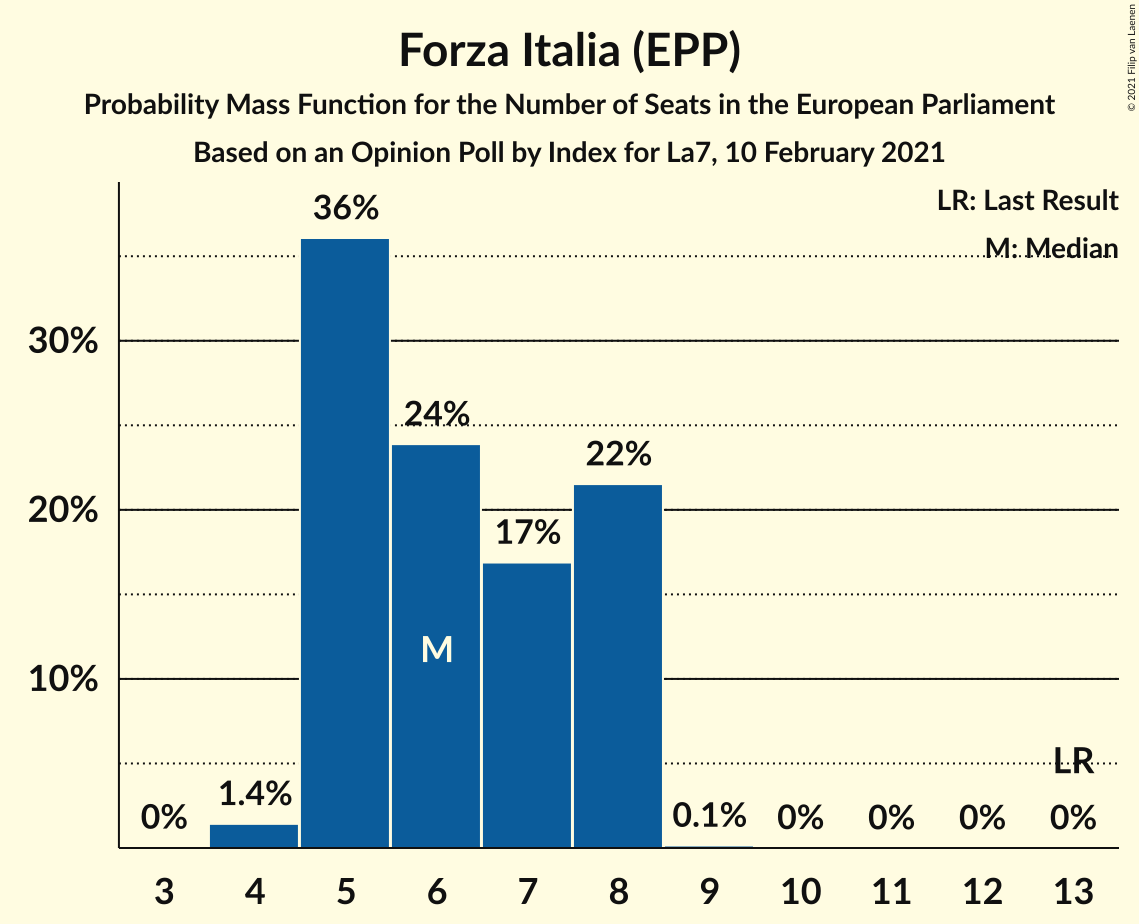 Forza Italia (EPP)
Probability Mass Function for the Number of Seats in the European Parliament
Based on an Opinion Poll by Index for La7, 10 February 2021
© 2021 Filip van Laenen
LR: Last Result
M: Median
30%
20%
10%
0%
1.4%
36%
24%
17%
22%
0.1%
0%
0%
0%
0%
M
LR
3 4 5 6 7 8 9 10 11 12 13